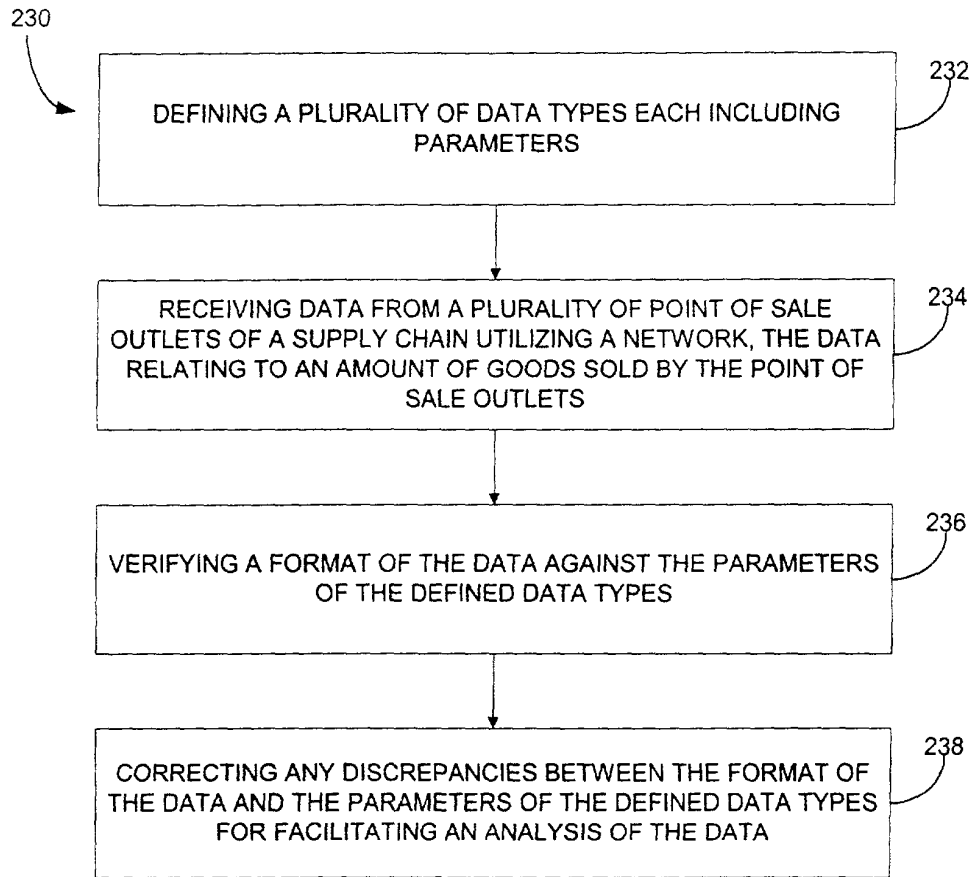 230
232
DEFINING A PLURALITY OF DATA TYPES EACH INCLUDING
PARAMETERS
234
RECEIVING DATA FROM A PLURALITY OF POINT OF SALE
OUTLETS OF A SUPPLY CHAIN UTILIZING A NETWORK, THE DATA
RELATING TO AN AMOUNT OF GOODS SOLD BY THE POINT OF
SALE OUTLETS
236
VERIFYING A FORMAT OF THE DATA AGAINST THE PARAMETERS
OF THE DEFINED DATA TYPES
238
CORRECTING ANY DISCREPANCIES BETWEEN THE FORMAT OF
THE DATA AND THE PARAMETERS OF THE DEFINED DATA TYPES
FOR FACILITATING AN ANALYSIS OF THE DATA